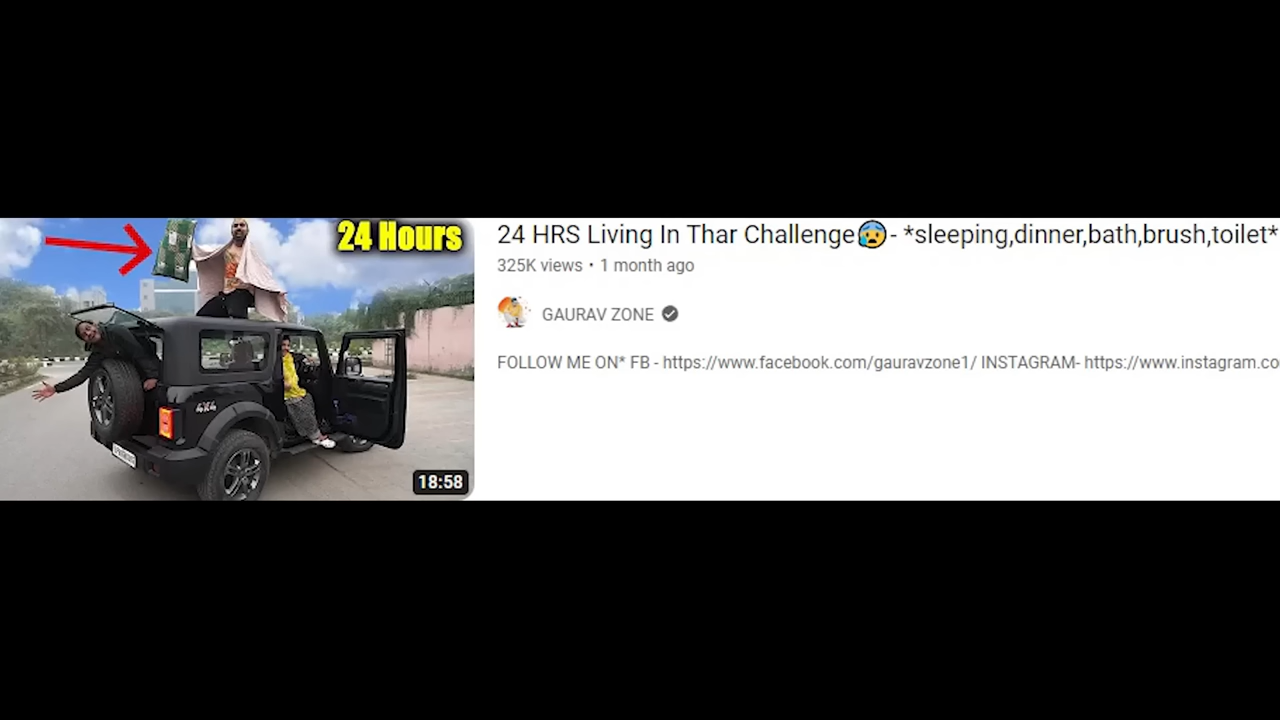 24 Hours
4X4
18:58
24 HRS Living In Thar Challenge😰- *sleeping,dinner,bath,brush,toilet*
325K views • 1 month ago
GAURAV ZONE
FOLLOW ME ON* FB - https://www.facebook.com/gauravzone1/ INSTAGRAM- https://www.instagram.co